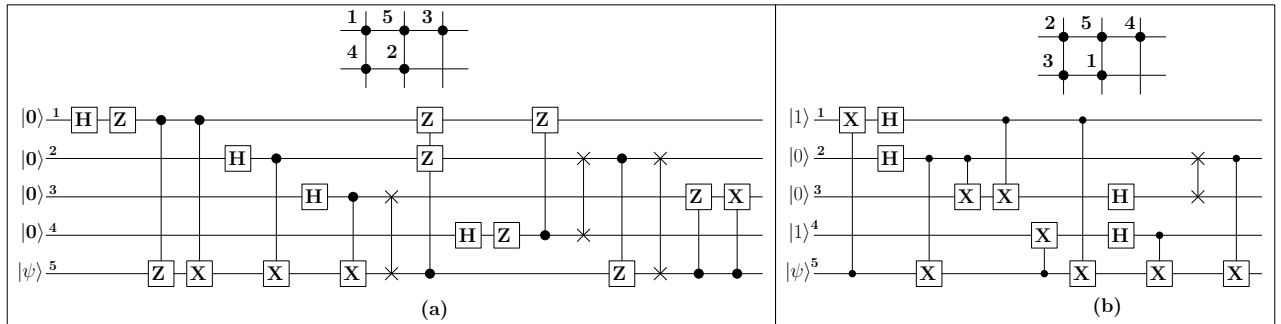 1 5 3
4 2
|0⟩ 1 H Z Z Z
|0⟩ 2 H Z
|0⟩ 3 H Z X
|0⟩ 4 H Z
|ψ⟩ 5 Z X X X Z
(a)
2 5 4
3 1
|1⟩ 1 X H
|0⟩ 2 H
|0⟩ 3 X X H
|1⟩ 4 X H
|ψ⟩ 5 X X X X
(b)